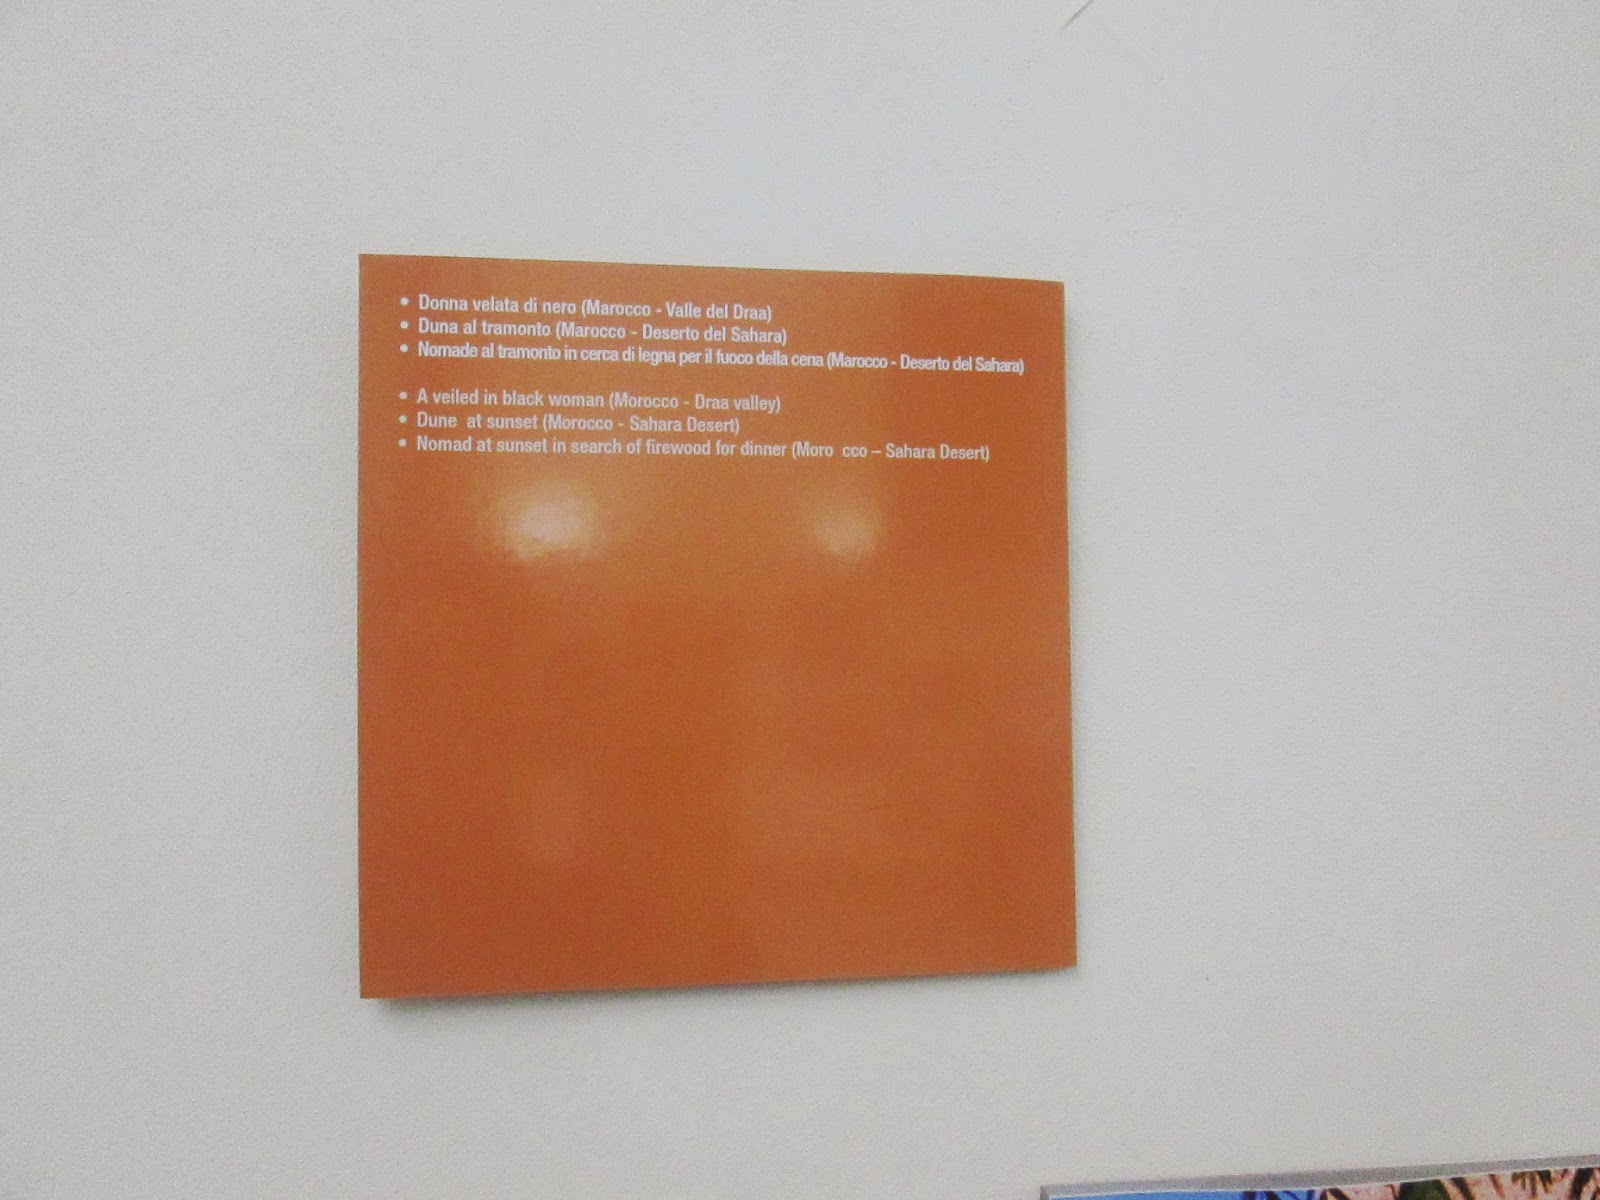 • Donna velata di nero (Marocco - Valle del Draa)
• Duna al tramonto (Marocco - Deserto del Sahara)
• Nomade al tramonto in cerca di legna per il fuoco della cena (Marocco - Deserto del Sahara)
• A veiled in black woman (Morocco - Draa valley)
• Dune  at sunset (Morocco - Sahara Desert)
• Nomad at sunset in search of firewood for dinner (Moro  cco – Sahara Desert)